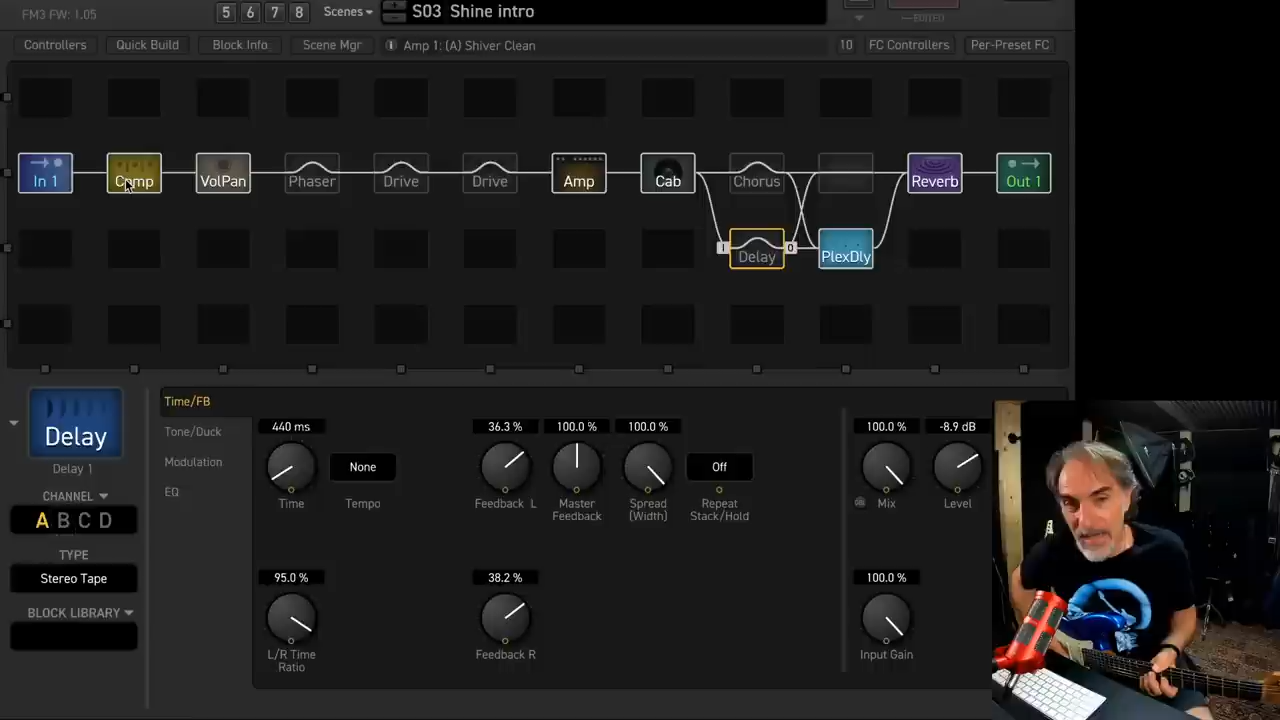 FM3 FW: 1.05
5 6 7 8 Scenes S03 Shine intro
EDITED
Controllers Quick Build Block Info Scene Mgr Amp 1: (A) Shiver Clean 10 FC Controllers Per-Preset FC
In 1 Comp VolPan Phaser Drive Drive Amp Cab Chorus Reverb Out 1
I Delay O PlexDly
Time/FB
Tone/Duck
Modulation
EQ
Delay
Delay 1
CHANNEL
A B C D
TYPE
Stereo Tape
BLOCK LIBRARY
440 ms 36.3 % 100.0 % 100.0 % 100.0 % -8.9 dB
None Off
Time Tempo Feedback L Master Feedback Spread (Width) Repeat Stack/Hold Mix Level
95.0 % 38.2 % 100.0 %
L/R Time Ratio Feedback R Input Gain